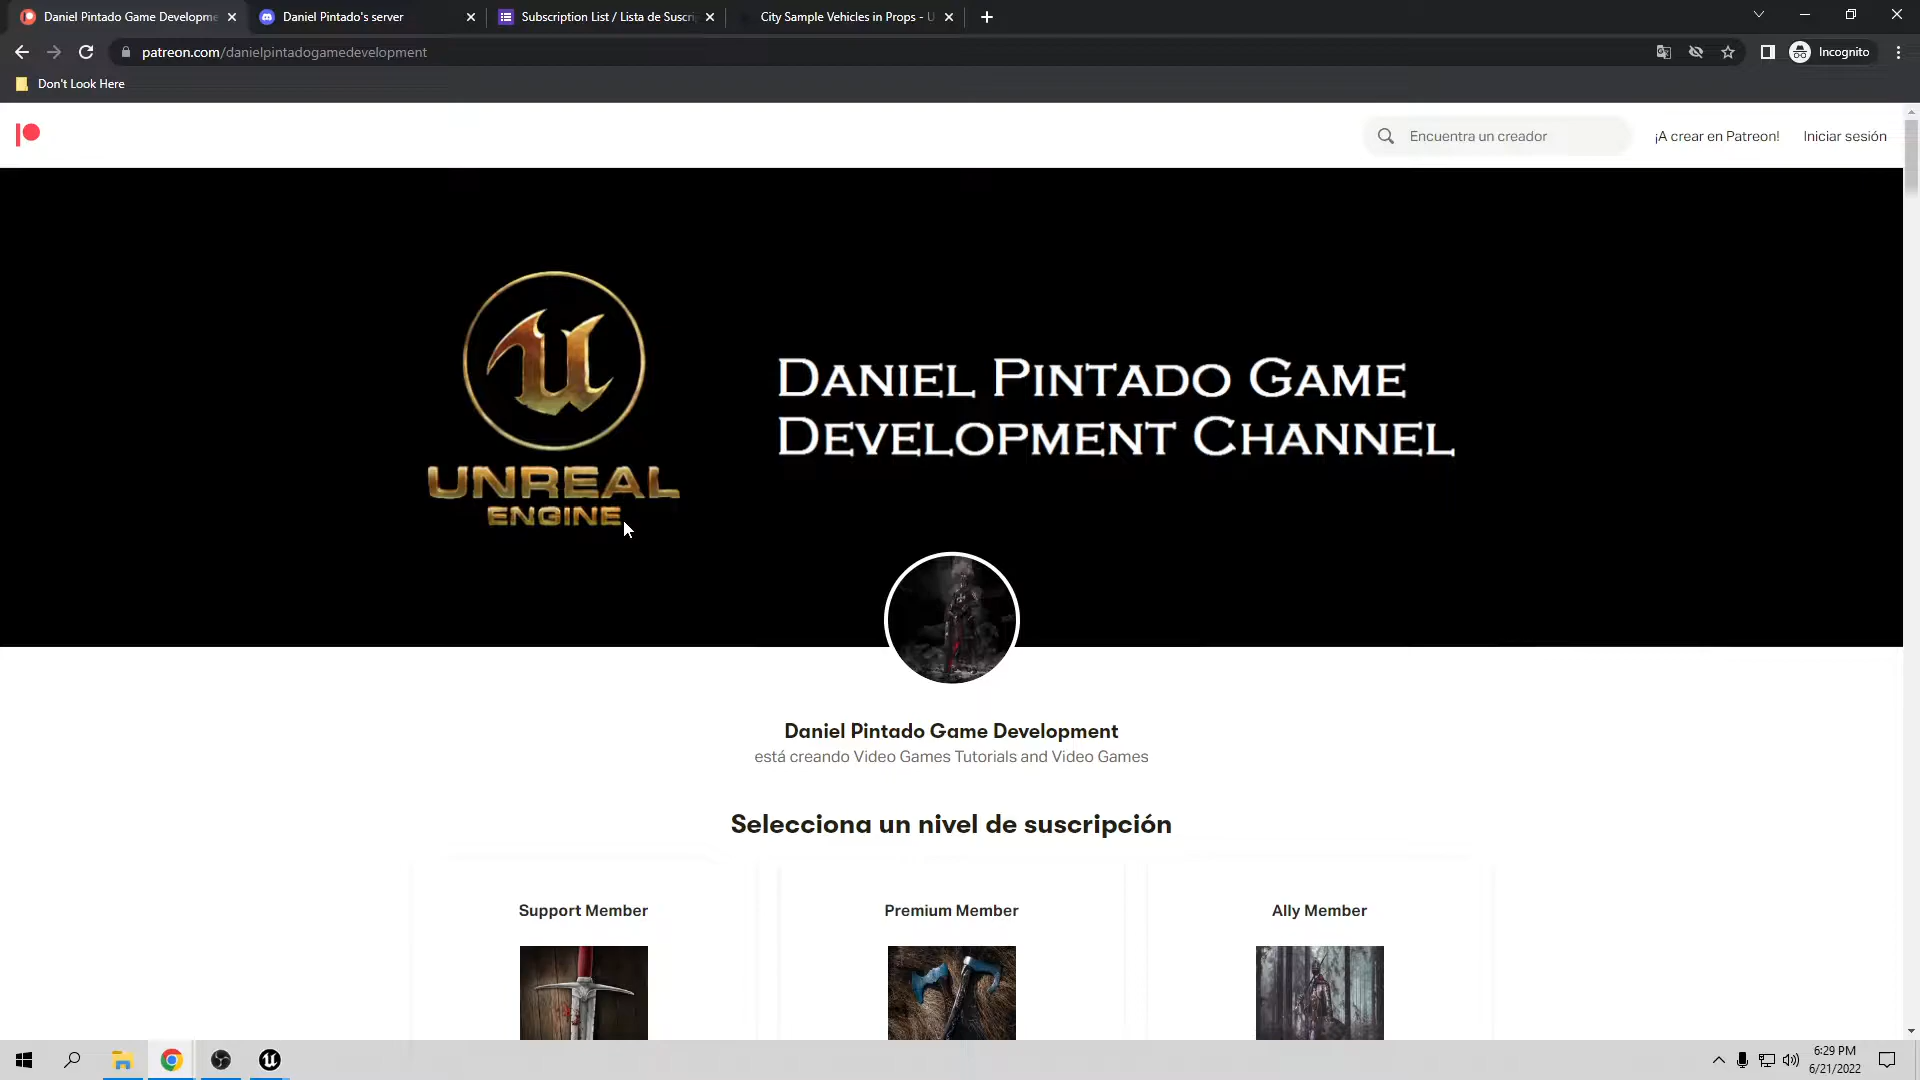 Daniel Pintado Game Developme
Daniel Pintado's server
Subscription List / Lista de Suscri
City Sample Vehicles in Props - U
patreon.com/danielpintadogamedevelopment
Incognito
Don't Look Here
Encuentra un creador
¡A crear en Patreon!
Iniciar sesión
UNREAL
ENGINE
DANIEL PINTADO GAME
DEVELOPMENT CHANNEL
Daniel Pintado Game Development
está creando Video Games Tutorials and Video Games
Selecciona un nivel de suscripción
Support Member
Premium Member
Ally Member
6:29 PM
6/21/2022